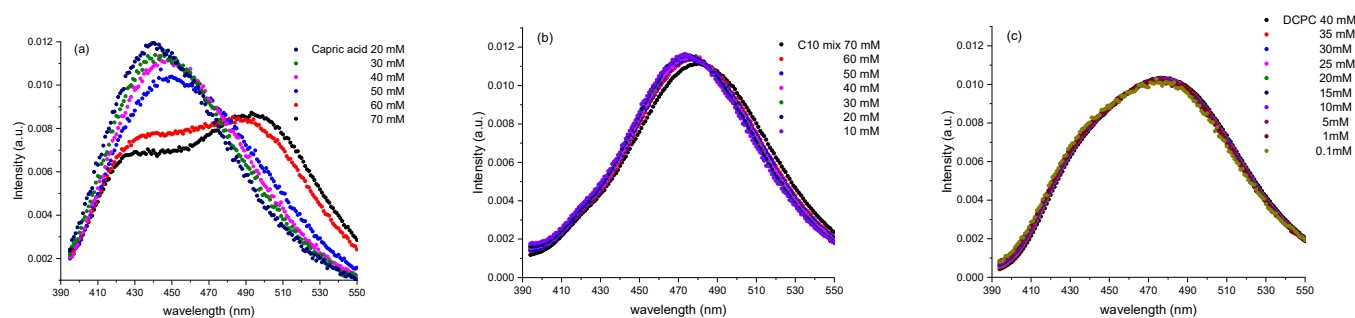 (a)
Capric acid 20 mM
30 mM
40 mM
50 mM
60 mM
70 mM
Intensity (a.u.)
0.012
0.010
0.008
0.006
0.004
0.002
390 410 430 450 470 490 510 530 550
wavelength (nm)
(b)
C10 mix 70 mM
60 mM
50 mM
40 mM
30 mM
20 mM
10 mM
Intensity (a.u.)
0.014
0.012
0.010
0.008
0.006
0.004
0.002
0.000
390 410 430 450 470 490 510 530 550
wavelength (nm)
(c)
DCPC 40 mM
35 mM
30mM
25 mM
20mM
15mM
10mM
5mM
1mM
0.1mM
Intensity (a.u.)
0.014
0.012
0.010
0.008
0.006
0.004
0.002
0.000
390 410 430 450 470 490 510 530 550
wavelength (nm)